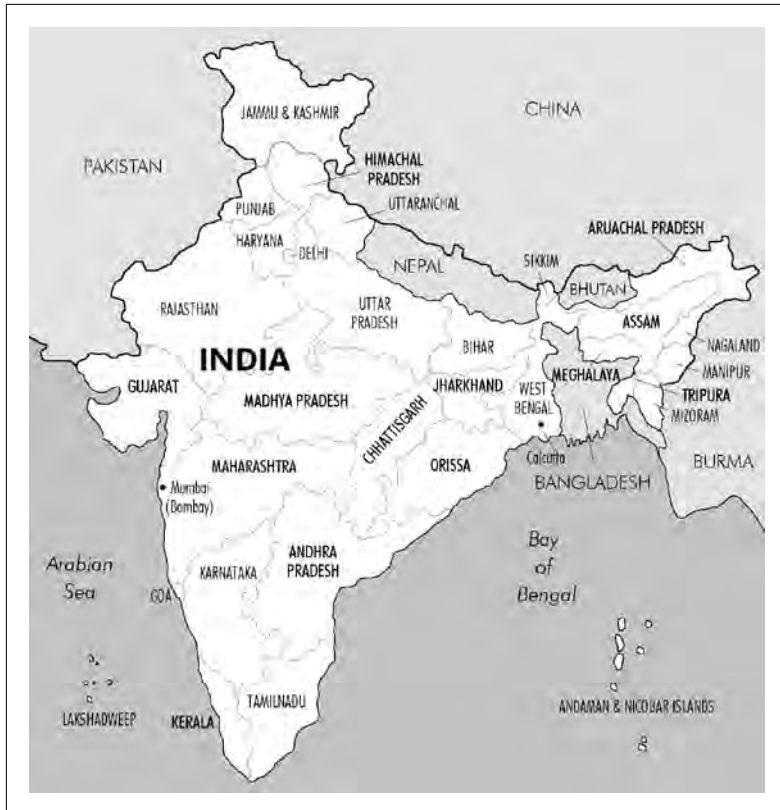 CHINA
JAMMU & KASHMIR
PAKISTAN
HIMACHAL
PRADESH
PUNJAB
UTTARANCHAL
HARYANA
DELHI
ARUACHAL PRADESH
SIKKIM
NEPAL
BHUTAN
RAJASTHAN
UTTAR
PRADESH
ASSAM
BIHAR
NAGALAND
INDIA
MEGHALAYA
MANIPUR
GUJARAT
JHARKHAND
WEST
BENGAL
TRIPURA
MADHYA PRADESH
MIZORAM
CHHATTISGARH
MAHARASHTRA
ORISSA
Calcutta
BURMA
BANGLADESH
Mumbai
(Bombay)
Arabian
Sea
ANDHRA
PRADESH
KARNATAKA
Bay
of
Bengal
GOA
LAKSHADWEEP
KERALA
TAMILNADU
ANDAMAN & NICOBAR ISLANDS